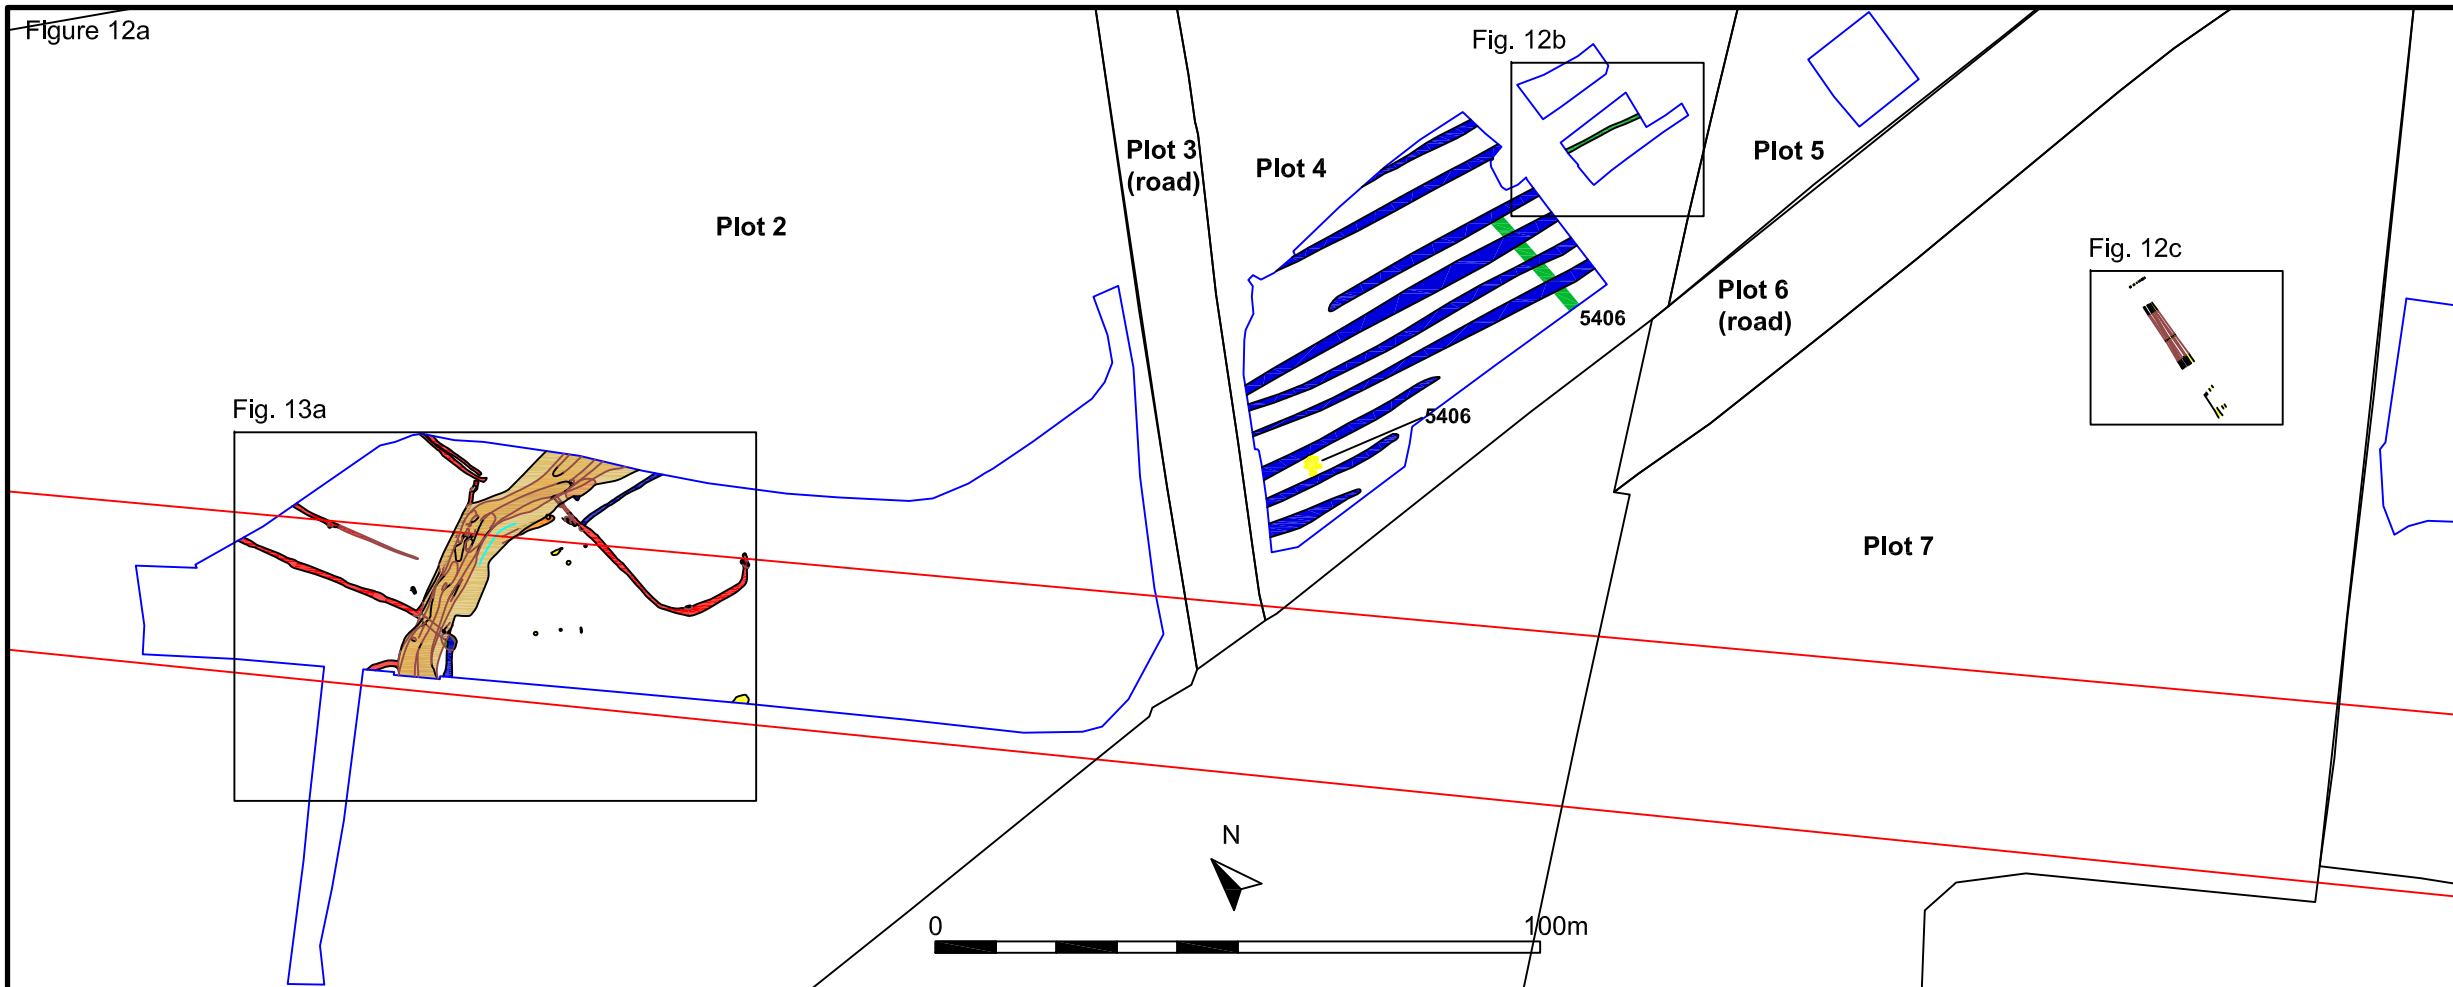 Figure 12a
Fig. 12b
Plot 3
(road)
Plot 4
Plot 5
Plot 2
Fig. 12c
Plot 6
(road)
5406
Fig. 13a
5406
Plot 7
N
0
100m